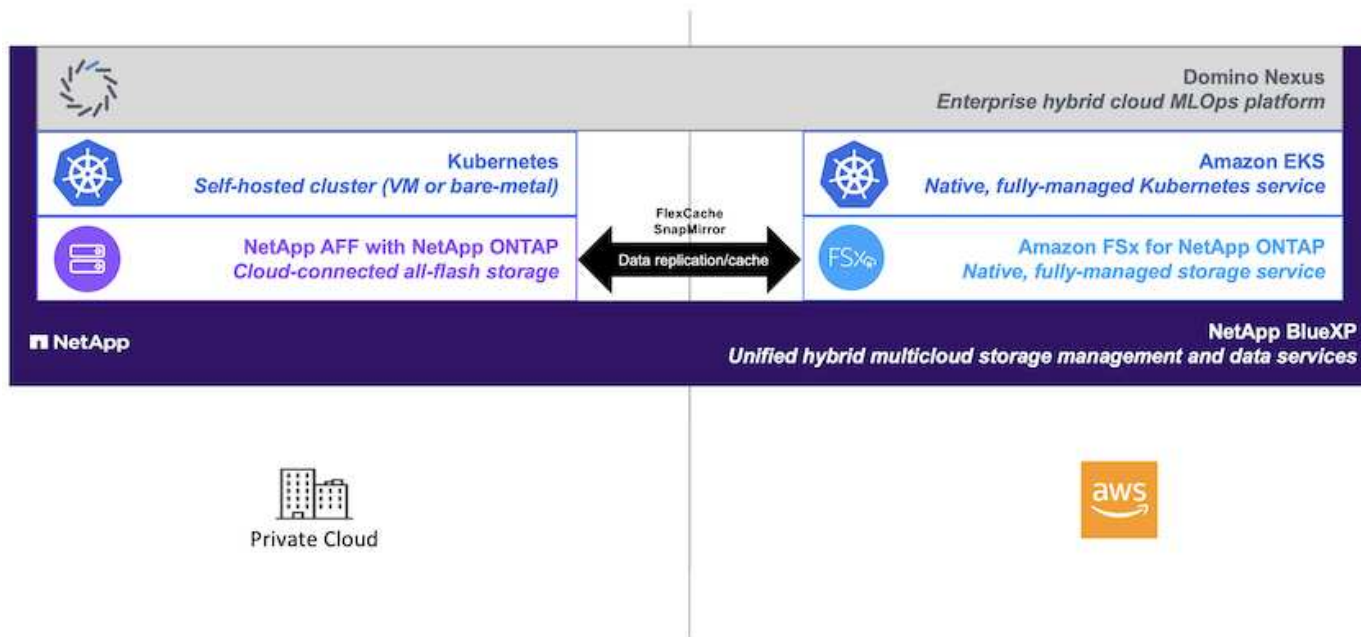 Domino Nexus
Enterprise hybrid cloud MLOps platform
Kubernetes
Self-hosted cluster (VM or bare-metal)
Amazon EKS
Native, fully-managed Kubernetes service
FlexCache
SnapMirror
Data replication/cache
NetApp AFF with NetApp ONTAP
Cloud-connected all-flash storage
FSx
Amazon FSx for NetApp ONTAP
Native, fully-managed storage service
NetApp
NetApp BlueXP
Unified hybrid multicloud storage management and data services
Private Cloud
aws